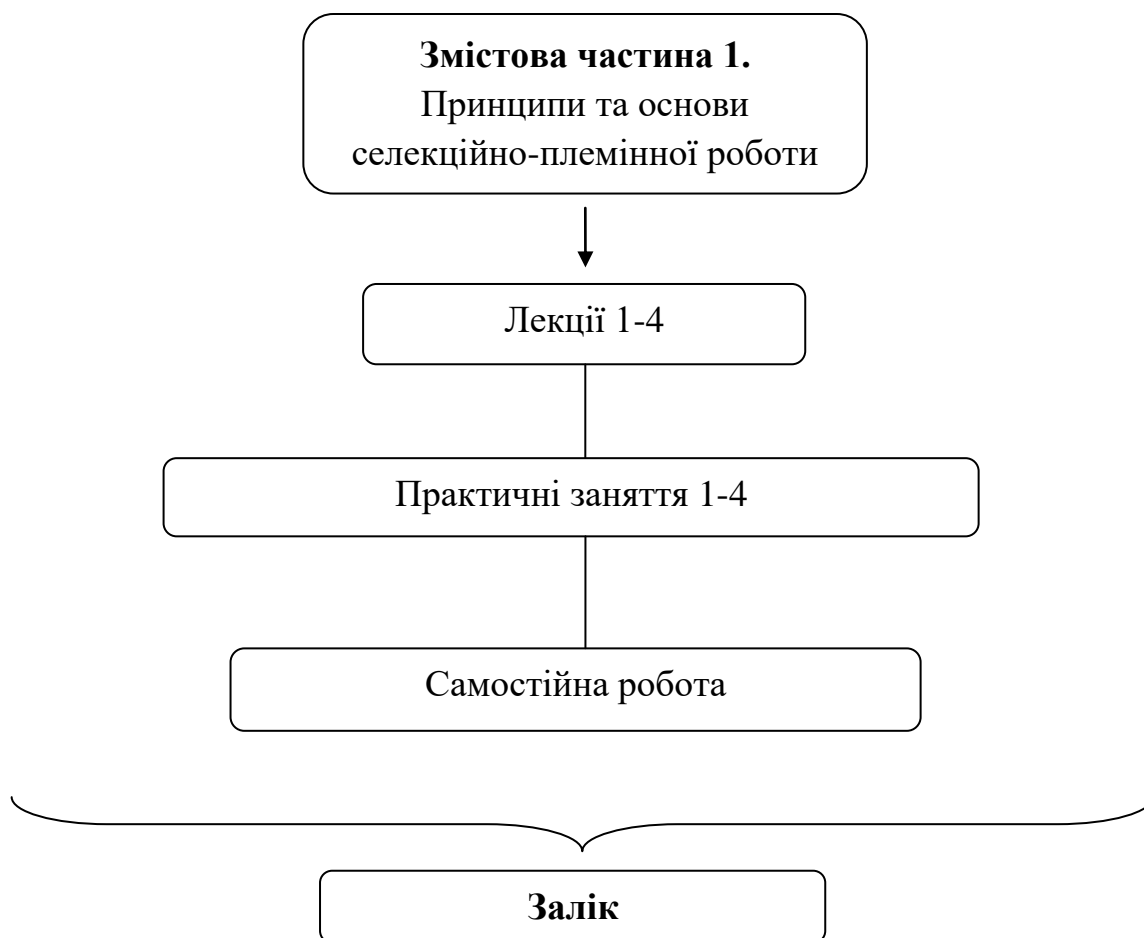 Змістова частина 1.
Принципи та основи
селекційно-племінної роботи
Лекції 1-4
Практичні заняття 1-4
Самостійна робота
Залік